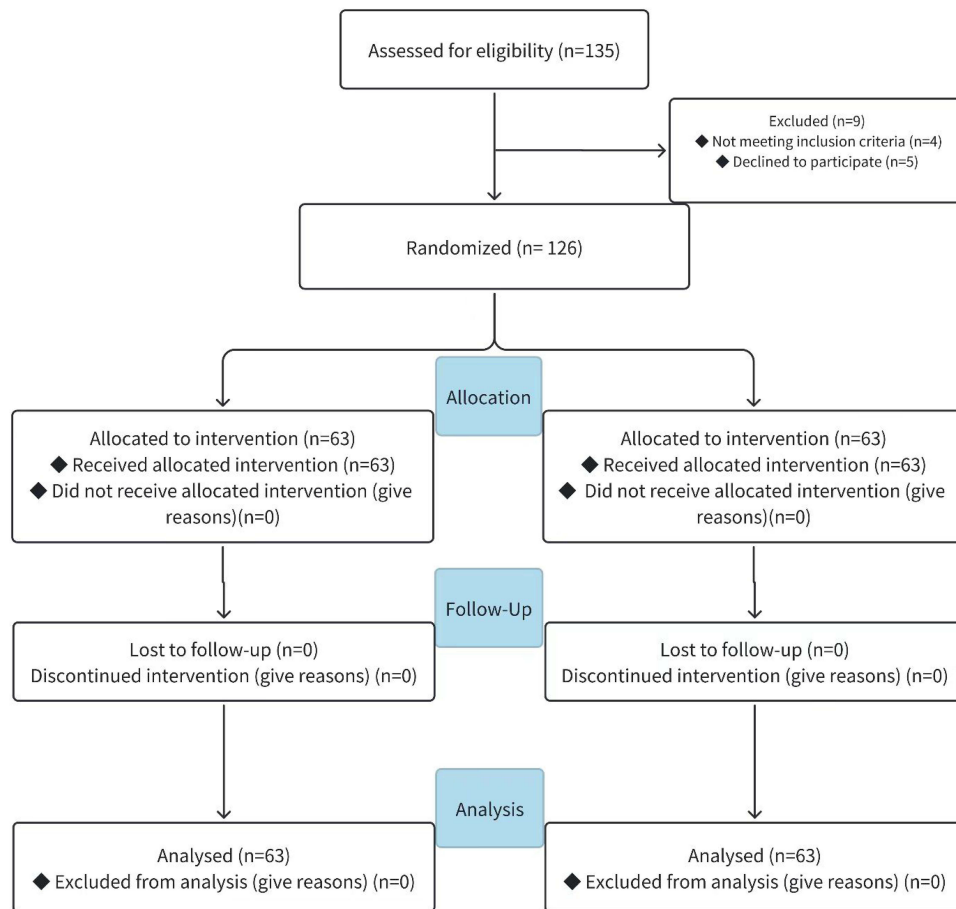 Assessed for eligibility (n=135)
Excluded (n=9)
◆ Not meeting inclusion criteria (n=4)
◆ Declined to participate (n=5)
Randomized (n= 126)
Allocation
Allocated to intervention (n=63)
◆ Received allocated intervention (n=63)
◆ Did not receive allocated intervention (give
reasons)(n=0)
Allocated to intervention (n=63)
◆ Received allocated intervention (n=63)
◆ Did not receive allocated intervention (give
reasons)(n=0)
Follow-Up
Lost to follow-up (n=0)
Discontinued intervention (give reasons) (n=0)
Lost to follow-up (n=0)
Discontinued intervention (give reasons) (n=0)
Analysis
Analysed (n=63)
◆ Excluded from analysis (give reasons) (n=0)
Analysed (n=63)
◆ Excluded from analysis (give reasons) (n=0)